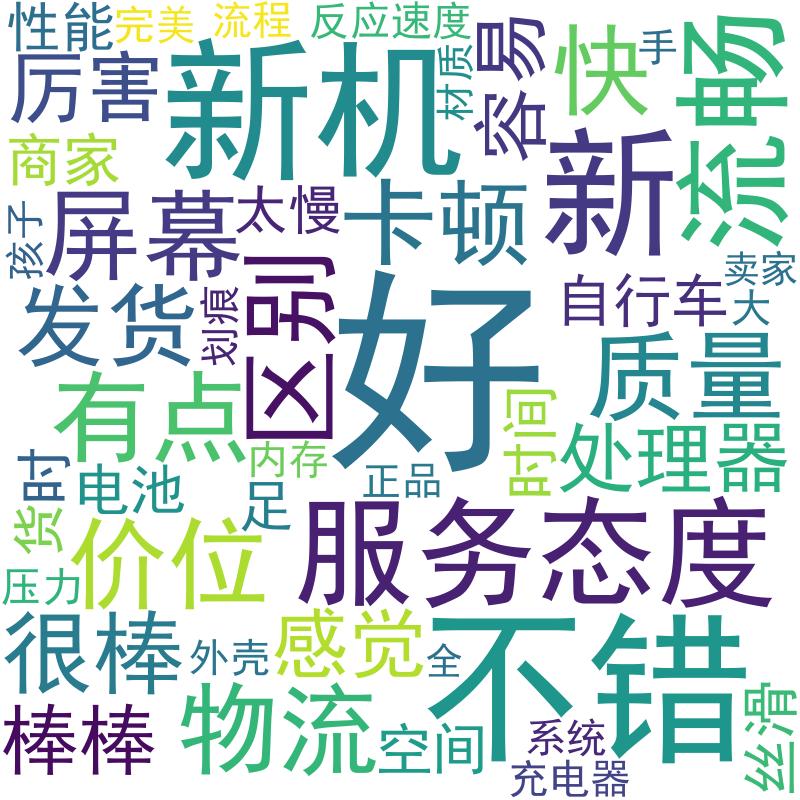 性能
完美
流程
反应速度
厉害
新机
材质
容易
快
手
流畅
商家
新
孩子
屏幕
太慢
卡顿
卖家
发货
划痕
区别
好
自行车
大
质量
有点
时间
处理器
时
电池
内存
正品
足
货
价位
服务态度
压力
很棒
外壳
感觉
全
不错
棒棒
物流
空间
系统
充电器
丝滑